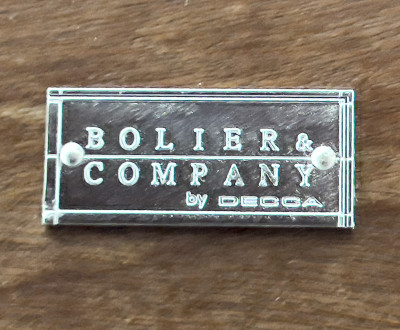 BOLIER &
COMPANY
by DECCA